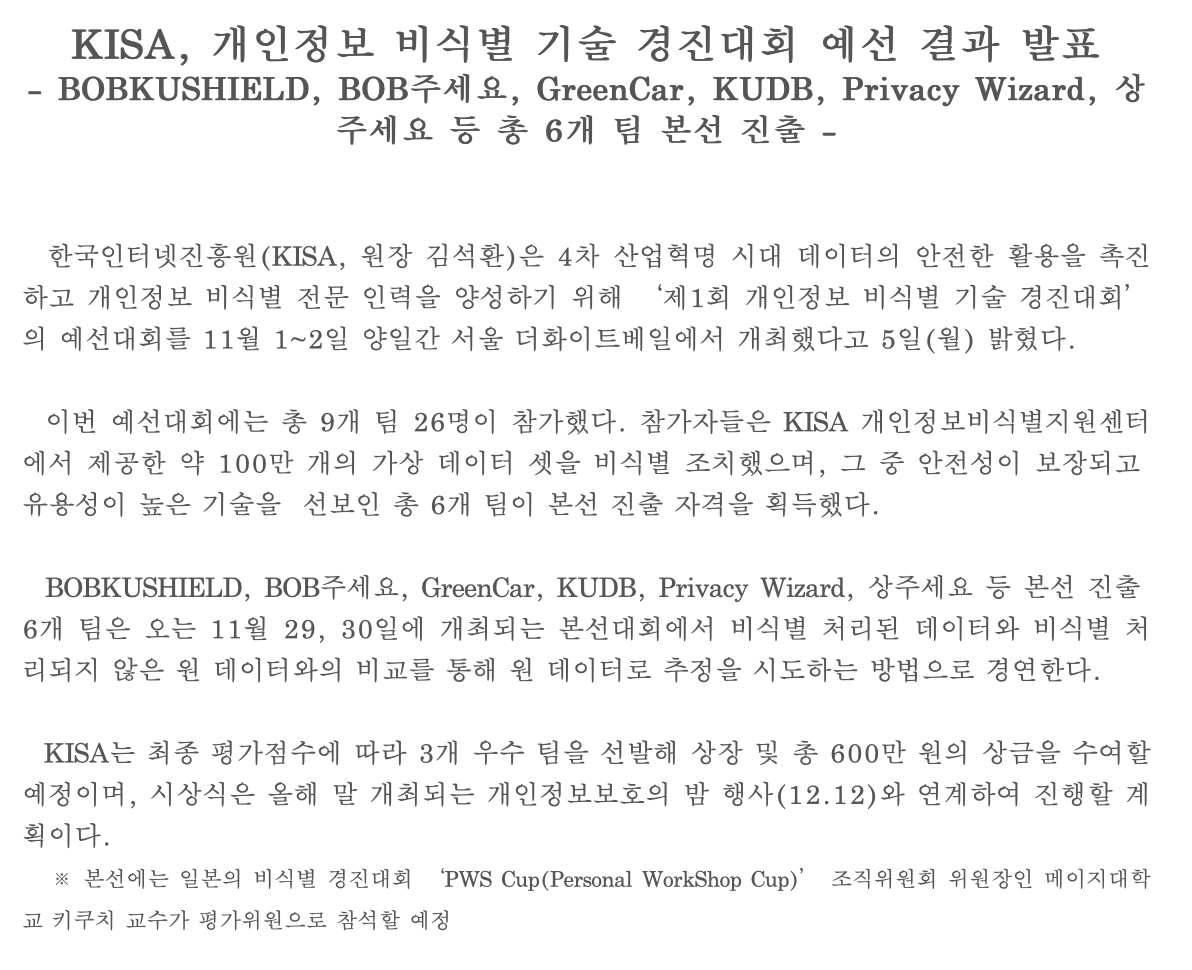 KISA, 개인정보 비식별 기술 경진대회 예선 결과 발표
- BOBKUSHIELD, BOB주세요, GreenCar, KUDB, Privacy Wizard, 상
주세요 등 총 6개 팀 본선 진출 -
한국인터넷진흥원(KISA, 원장 김석환)은 4차 산업혁명 시대 데이터의 안전한 활용을 촉진
하고 개인정보 비식별 전문 인력을 양성하기 위해 ‘제1회 개인정보 비식별 기술 경진대회’
의 예선대회를 11월 1~2일 양일간 서울 더화이트베일에서 개최했다고 5일(월) 밝혔다.
이번 예선대회에는 총 9개 팀 26명이 참가했다. 참가자들은 KISA 개인정보비식별지원센터
에서 제공한 약 100만 개의 가상 데이터 셋을 비식별 조치했으며, 그 중 안전성이 보장되고
유용성이 높은 기술을 선보인 총 6개 팀이 본선 진출 자격을 획득했다.
BOBKUSHIELD, BOB주세요, GreenCar, KUDB, Privacy Wizard, 상주세요 등 본선 진출
6개 팀은 오는 11월 29, 30일에 개최되는 본선대회에서 비식별 처리된 데이터와 비식별 처
리되지 않은 원 데이터와의 비교를 통해 원 데이터로 추정을 시도하는 방법으로 경연한다.
KISA는 최종 평가점수에 따라 3개 우수 팀을 선발해 상장 및 총 600만 원의 상금을 수여할
예정이며, 시상식은 올해 말 개최되는 개인정보보호의 밤 행사(12.12)와 연계하여 진행할 계
획이다.
※ 본선에는 일본의 비식별 경진대회 ‘PWS Cup(Personal WorkShop Cup)’ 조직위원회 위원장인 메이지대학
교 키쿠치 교수가 평가위원으로 참석할 예정